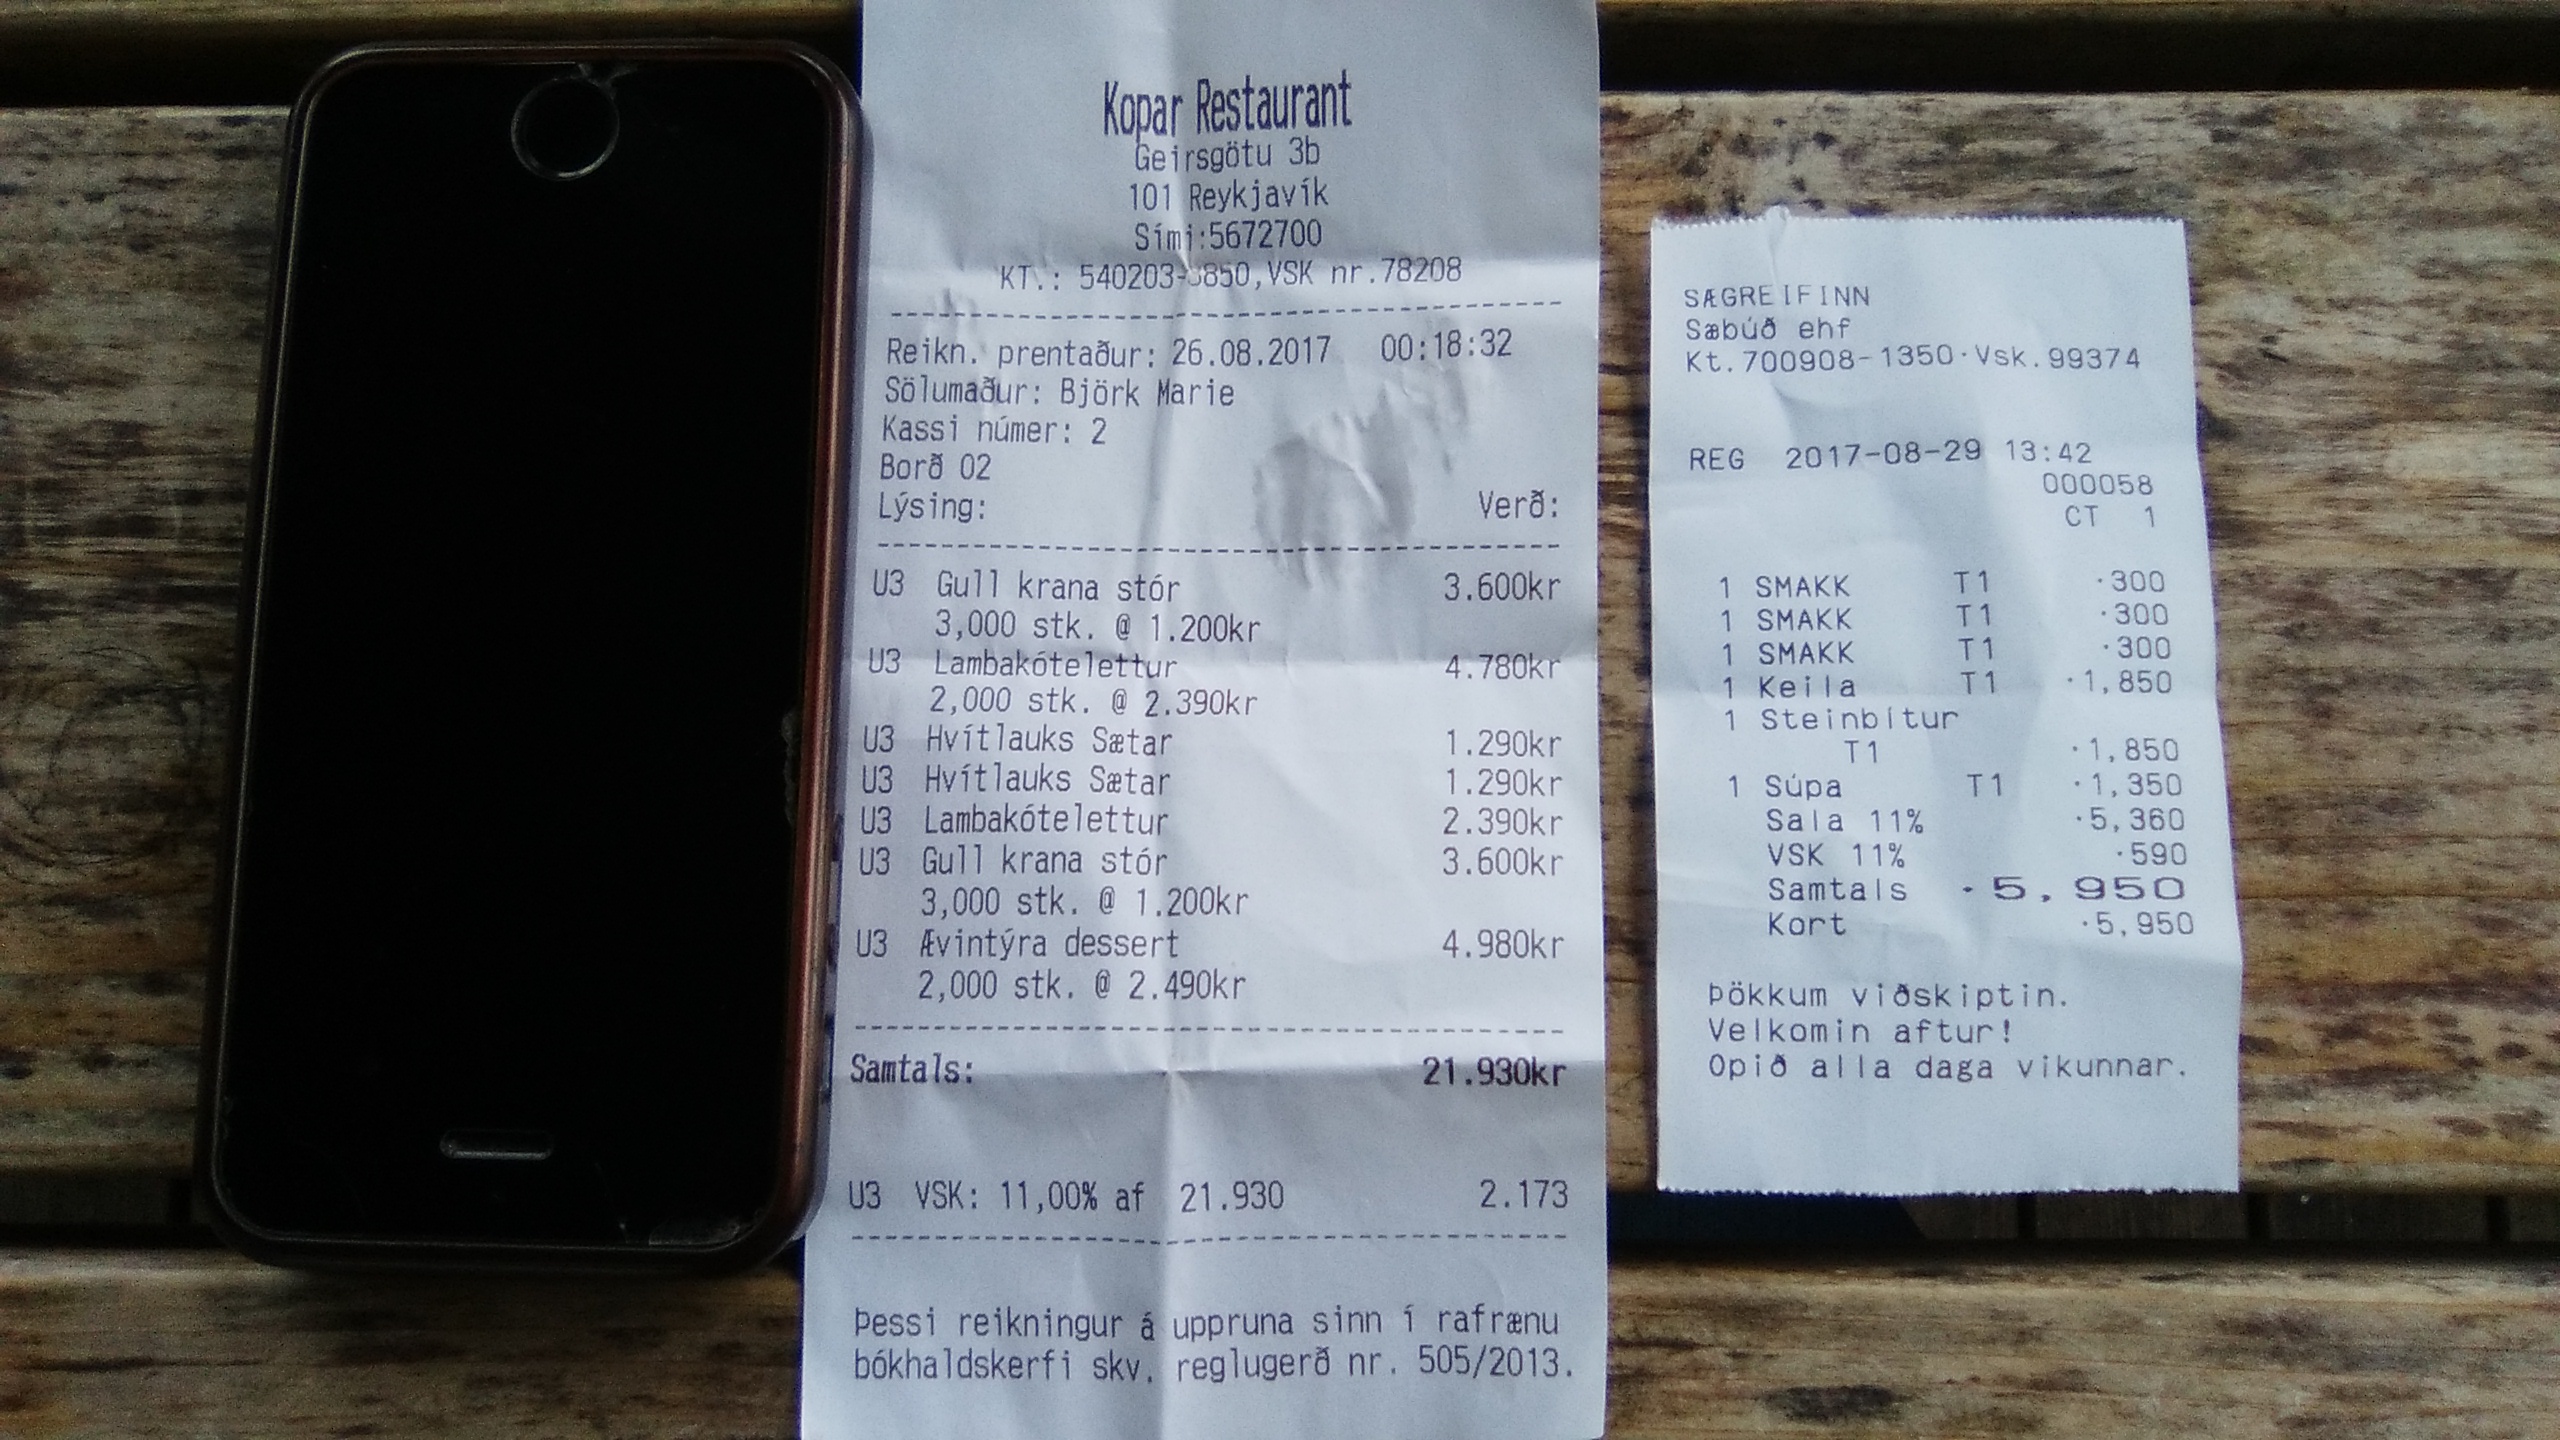 Kopar Restaurant
Geirsgötu 3b
101 Reykjavík
Sími:5672700
KT.: VSK nr.78208
Reikn. prentaður: 26.08.2017 00:18:32
Sölumaður: Björk Marie
Kassi númer: 2
Borð 02
Lýsing: Verð:
U3 Gull krana stór 3.600kr
3,000 stk. @ 1.200kr
U3 Lambakótelettur 4.780kr
2,000 stk. @ 2.390kr
U3 Hvítlauks Sætar 1.290kr
U3 Hvítlauks Sætar 1.290kr
U3 Lambakótelettur 2.390kr
U3 Gull krana stór 3.600kr
3,000 stk. @ 1.200kr
U3 Ævintýra dessert 4.980kr
2,000 stk. @ 2.490kr
Samtals: 21.930kr
U3 VSK: 11,00% af 21.930 2.173
Þessi reikningur á uppruna sinn í rafrænu
bókhaldskerfi skv. reglugerð nr. 505/2013.
SÆGREIFINN
Sæbúð ehf
Kt.700908-1350·Vsk.99374
REG 2017-08-29 13:42
000058
CT 1
1 SMAKK T1 ·300
1 SMAKK T1 ·300
1 SMAKK T1 ·300
1 Keila T1 ·1,850
1 Steinbítur
T1 ·1,850
1 Súpa T1 ·1,350
Sala 11% ·5,360
VSK 11% ·590
Samtals ·5,950
Kort ·5,950
Þökkum viðskiptin.
Velkomin aftur!
Opið alla daga vikunnar.